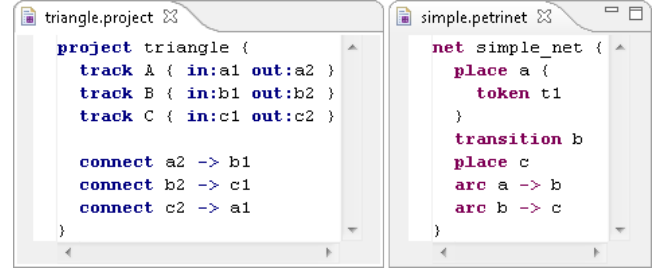 triangle.project
project triangle {
track A { in:a1 out:a2 }
track B { in:b1 out:b2 }
track C { in:c1 out:c2 }
connect a2 -> b1
connect b2 -> c1
connect c2 -> a1
}
simple.petrinet
net simple_net {
place a {
token t1
}
transition b
place c
arc a -> b
arc b -> c
}